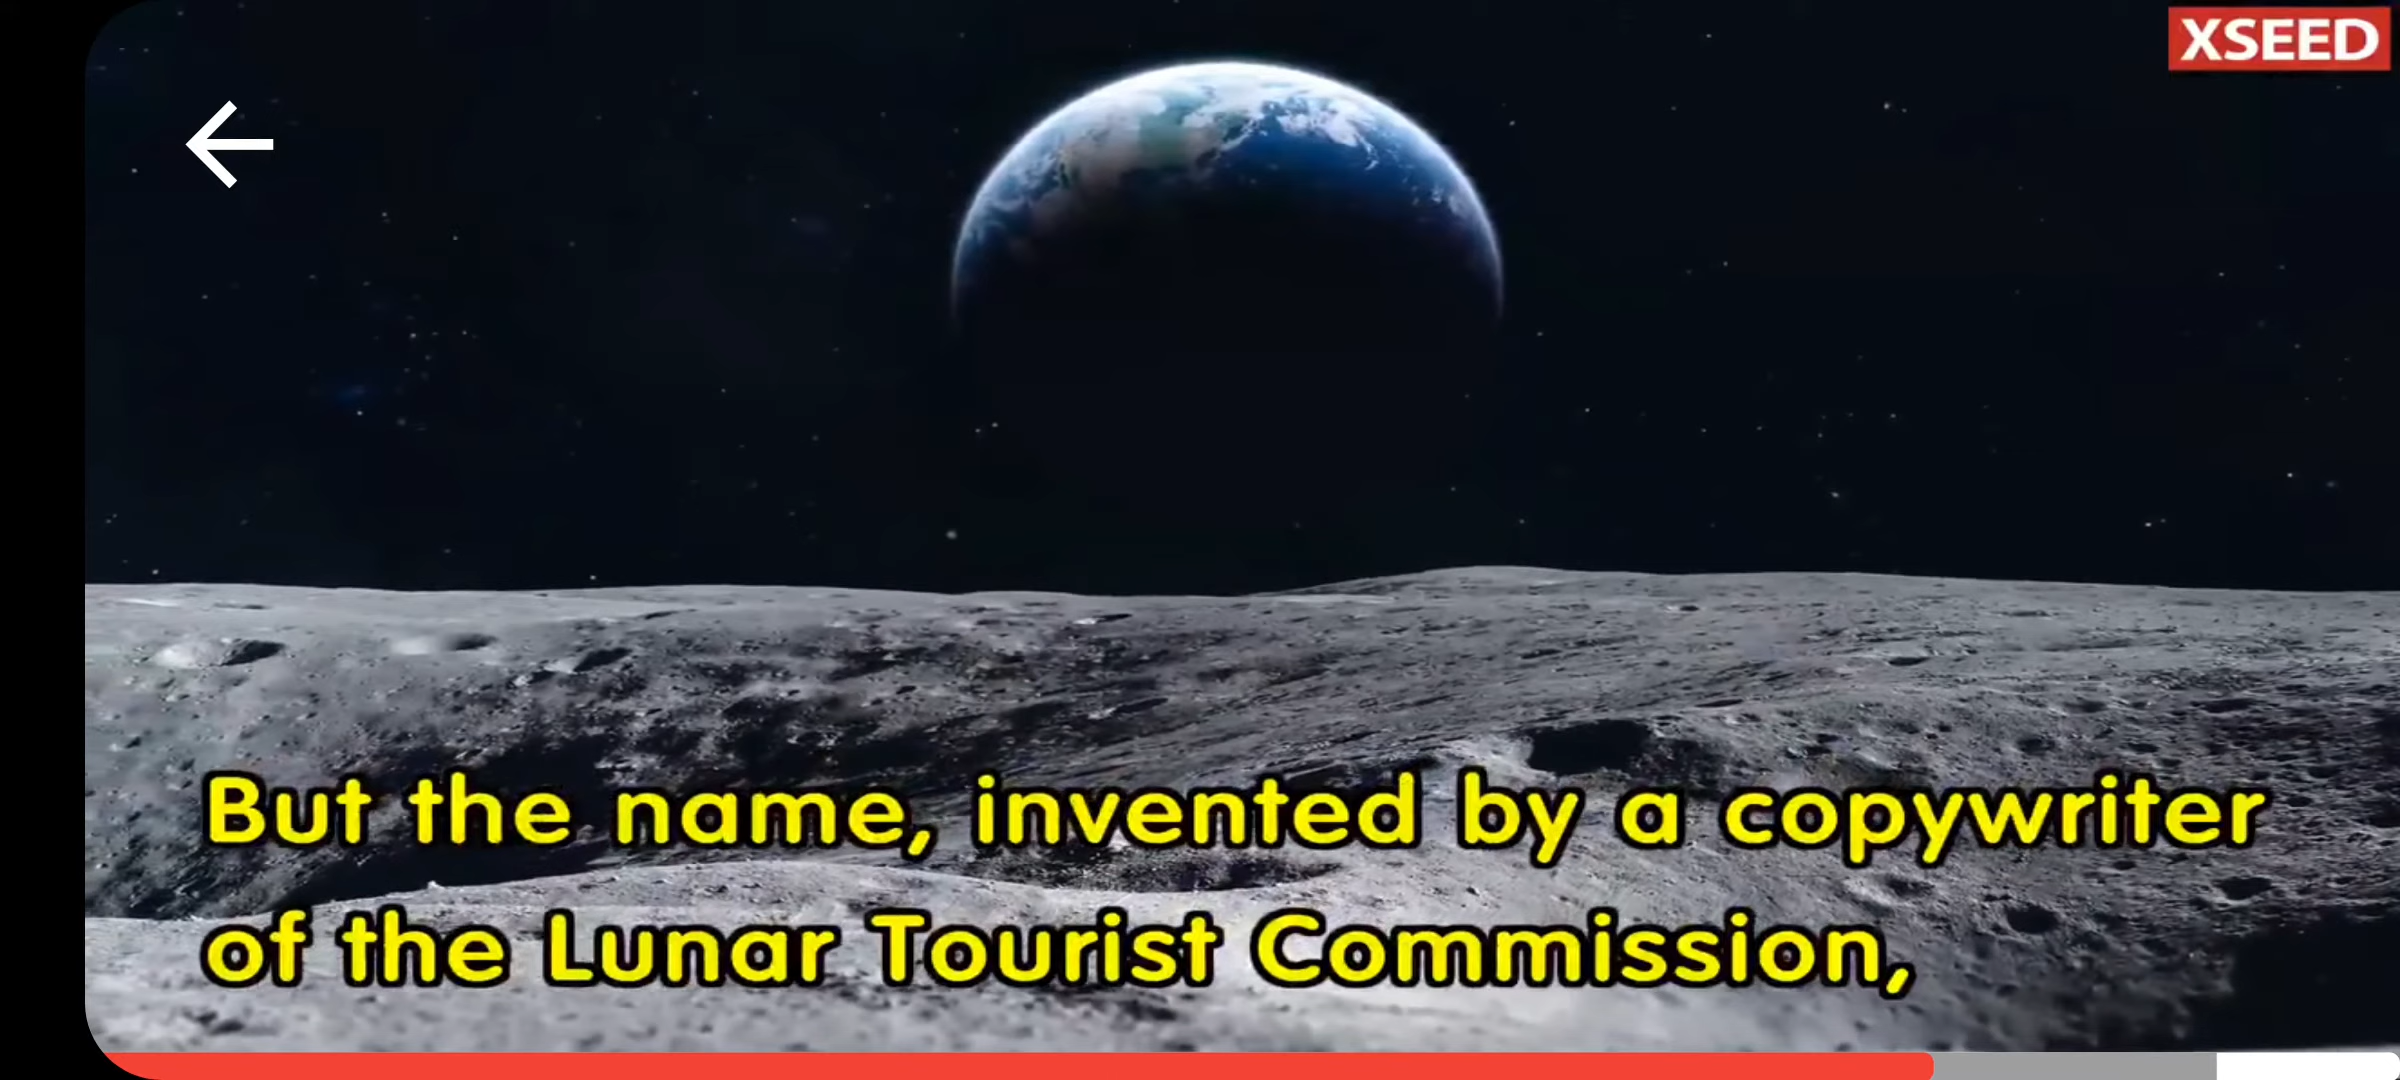 XSEED
But the name, invented by a copywriter
of the Lunar Tourist Commission,